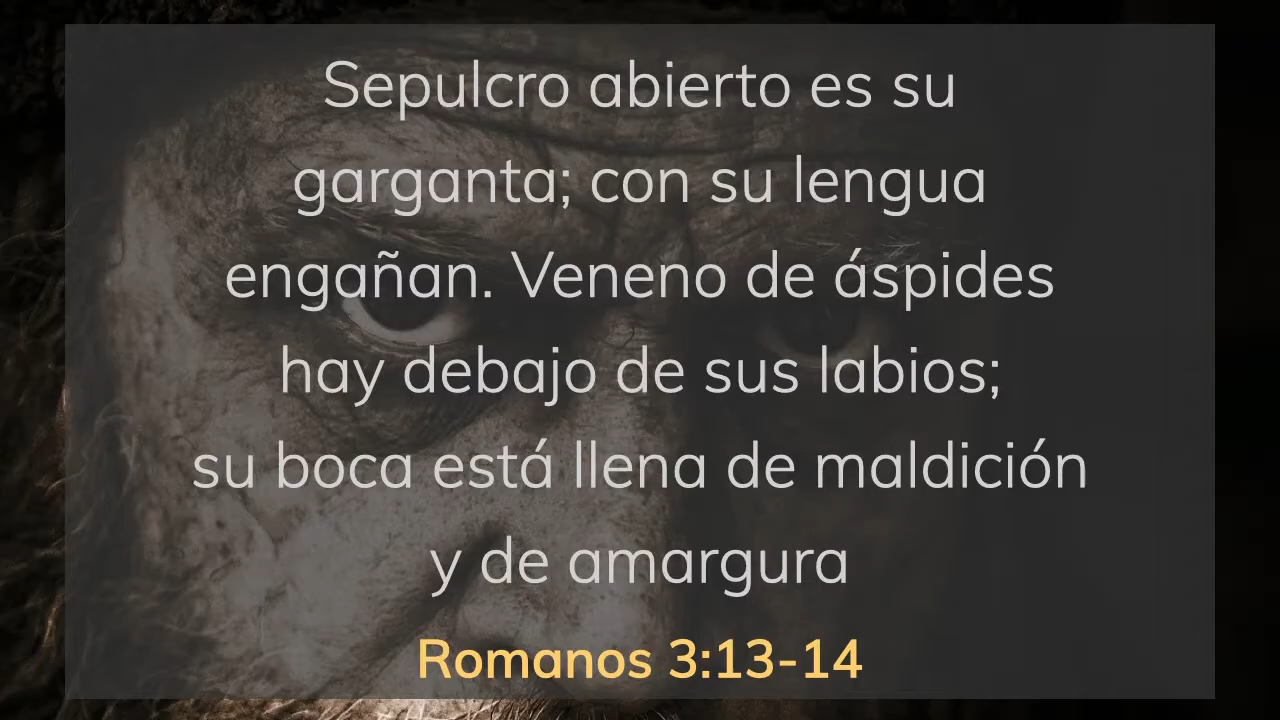 Sepulcro abierto es su
garganta; con su lengua
engañan. Veneno de áspides
hay debajo de sus labios;
su boca está llena de maldición
y de amargura
Romanos 3:13-14